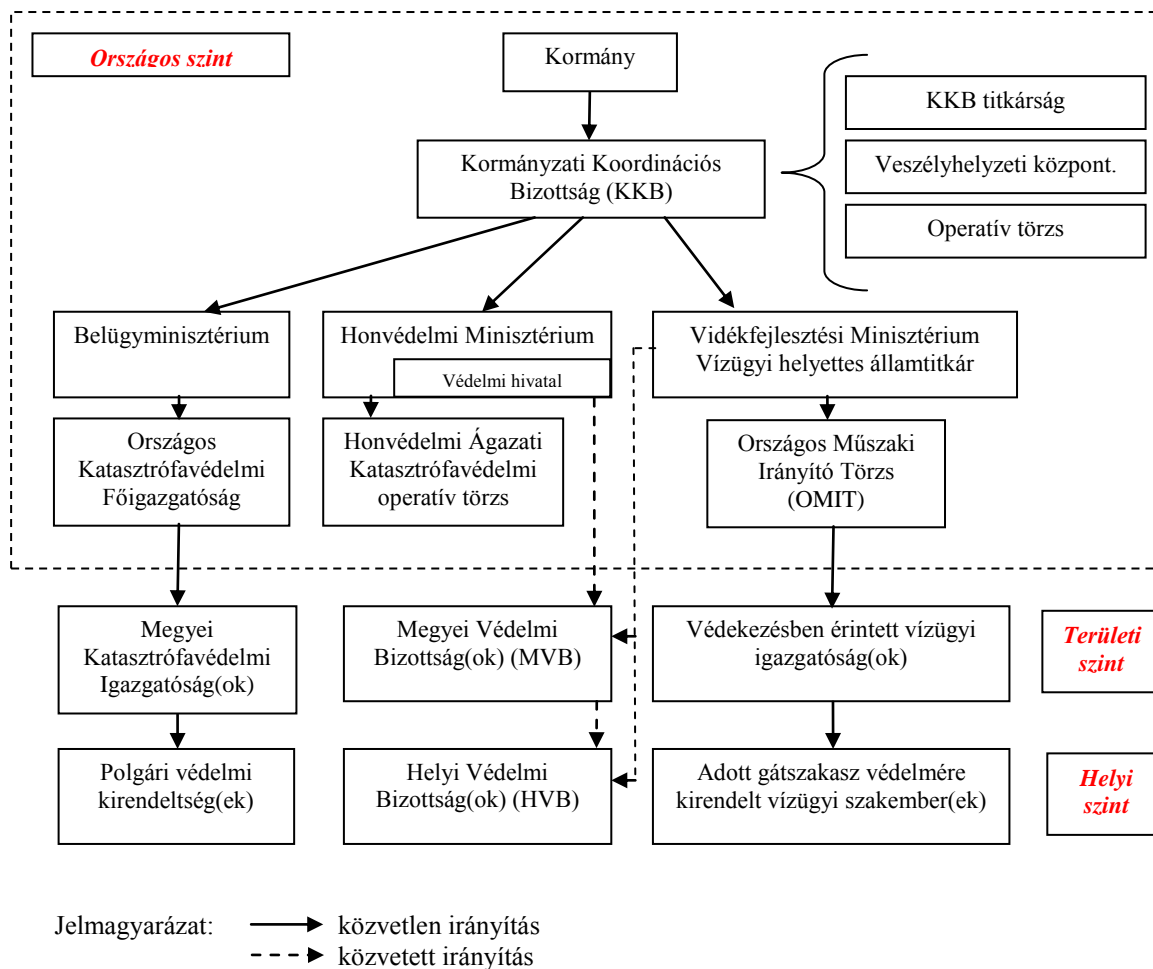 Országos szint
Kormány
KKB titkárság
Kormányzati Koordinációs
Bizottság (KKB)
Veszélyhelyzeti központ.
Operatív törzs
Belügyminisztérium
Honvédelmi Minisztérium
Védelmi hivatal
Vidékfejlesztési Minisztérium
Vízügyi helyettes államtitkár
Országos
Katasztrófavédelmi
Főigazgatóság
Honvédelmi Ágazati
Katasztrófavédelmi
operatív törzs
Országos Műszaki
Irányító Törzs
(OMIT)
Megyei
Katasztrófavédelmi
Igazgatóság(ok)
Megyei Védelmi
Bizottság(ok) (MVB)
Védekezésben érintett vízügyi
igazgatóság(ok)
Területi
szint
Polgári védelmi
kirendeltség(ek)
Helyi Védelmi
Bizottság(ok) (HVB)
Adott gátszakasz védelmére
kirendelt vízügyi szakember(ek)
Helyi
szint
Jelmagyarázat:
közvetlen irányítás
közvetett irányítás